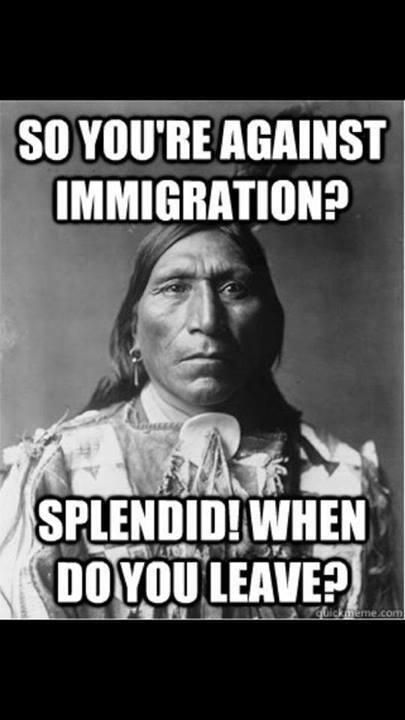 SO YOU'RE AGAINST
IMMIGRATION?
SPLENDID! WHEN
DO YOU LEAVE?
quickmeme.com